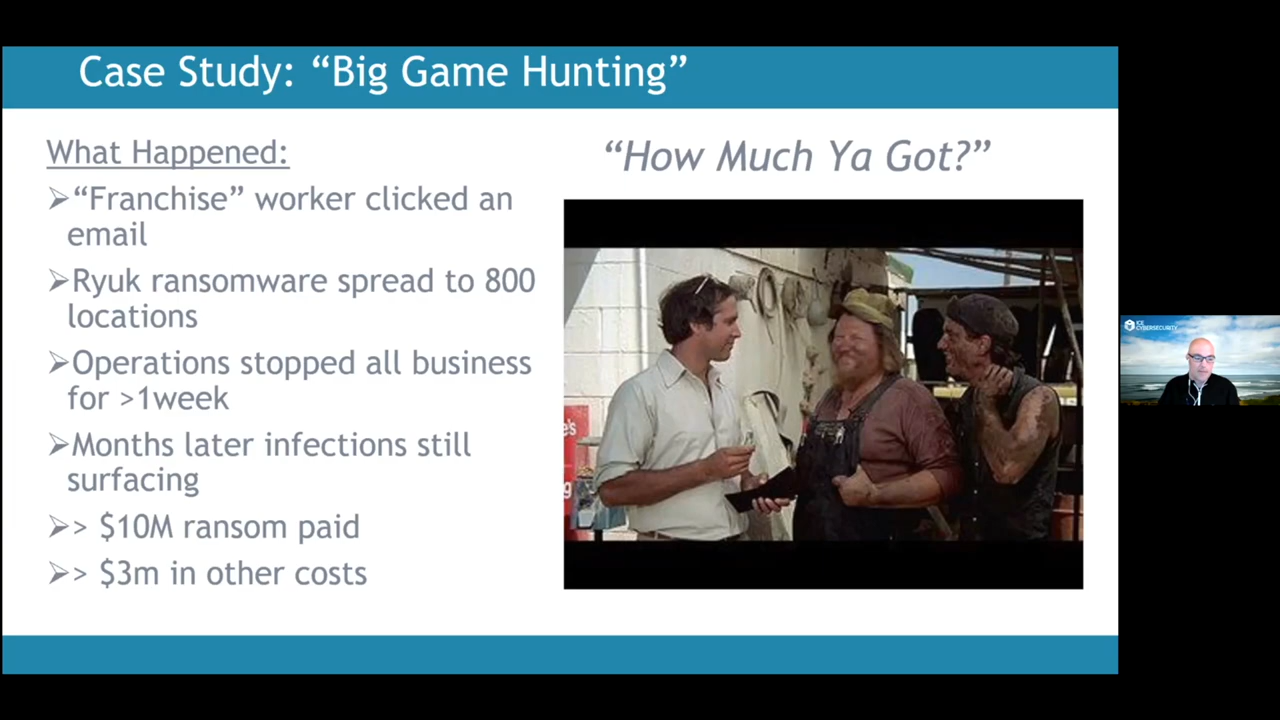 Case Study: “Big Game Hunting”
What Happened:
➢“Franchise” worker clicked an
email
➢Ryuk ransomware spread to 800
locations
➢Operations stopped all business
for >1week
➢Months later infections still
surfacing
➢> $10M ransom paid
➢> $3m in other costs
“How Much Ya Got?”
ICE
CYBERSECURITY